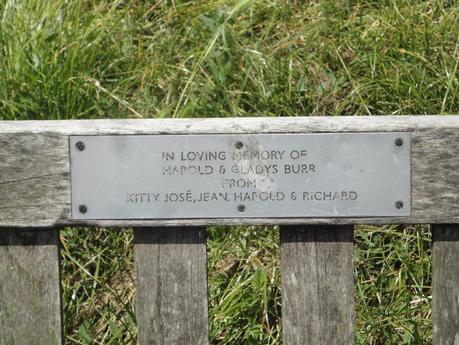 IN LOVING MEMORY OF
HAROLD & GLADYS BURR
FROM
KITTY, JOSÉ, JEAN, HAROLD & RICHARD